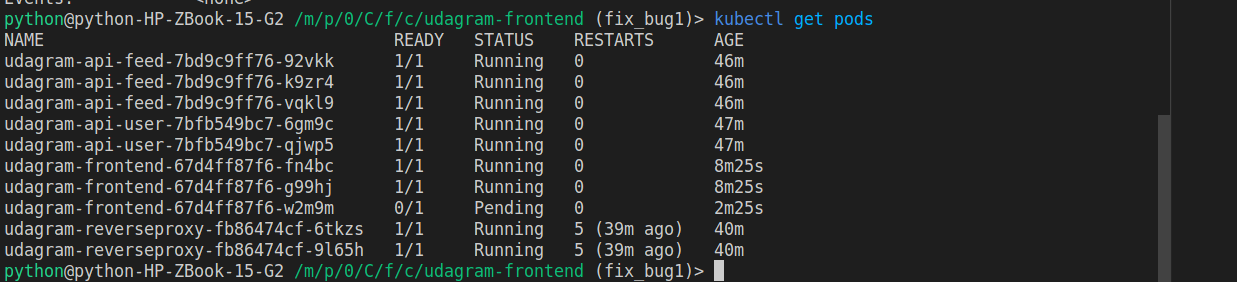 Events:            <none>
python@python-HP-ZBook-15-G2 /m/p/0/C/f/c/udagram-frontend (fix_bug1)> kubectl get pods
NAME                                  READY   STATUS    RESTARTS      AGE
udagram-api-feed-7bd9c9ff76-92vkk     1/1     Running   0             46m
udagram-api-feed-7bd9c9ff76-k9zr4     1/1     Running   0             46m
udagram-api-feed-7bd9c9ff76-vqkl9     1/1     Running   0             46m
udagram-api-user-7bfb549bc7-6gm9c     1/1     Running   0             47m
udagram-api-user-7bfb549bc7-qjwp5     1/1     Running   0             47m
udagram-frontend-67d4ff87f6-fn4bc     1/1     Running   0             8m25s
udagram-frontend-67d4ff87f6-g99hj     1/1     Running   0             8m25s
udagram-frontend-67d4ff87f6-w2m9m     0/1     Pending   0             2m25s
udagram-reverseproxy-fb86474cf-6tkzs  1/1     Running   5 (39m ago)   40m
udagram-reverseproxy-fb86474cf-9l65h  1/1     Running   5 (39m ago)   40m
python@python-HP-ZBook-15-G2 /m/p/0/C/f/c/udagram-frontend (fix_bug1)>